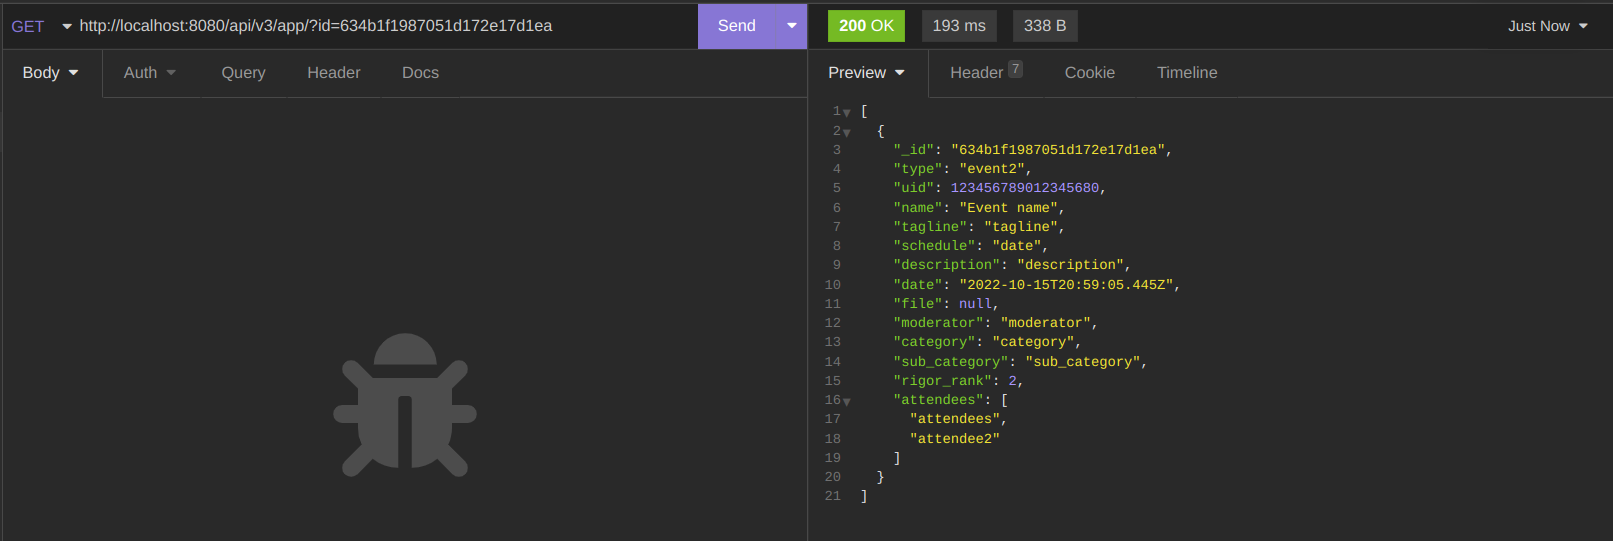 GET http://localhost:8080/api/v3/app/?id=634b1f1987051d172e17d1ea Send 200 OK 193 ms 338 B Just Now
Body Auth Query Header Docs Preview Header 7 Cookie Timeline
1 [
2 {
3 "_id": "634b1f1987051d172e17d1ea",
4 "type": "event2",
5 "uid": 123456789012345680,
6 "name": "Event name",
7 "tagline": "tagline",
8 "schedule": "date",
9 "description": "description",
10 "date": "2022-10-15T20:59:05.445Z",
11 "file": null,
12 "moderator": "moderator",
13 "category": "category",
14 "sub_category": "sub_category",
15 "rigor_rank": 2,
16 "attendees": [
17 "attendees",
18 "attendee2"
19 ]
20 }
21 ]